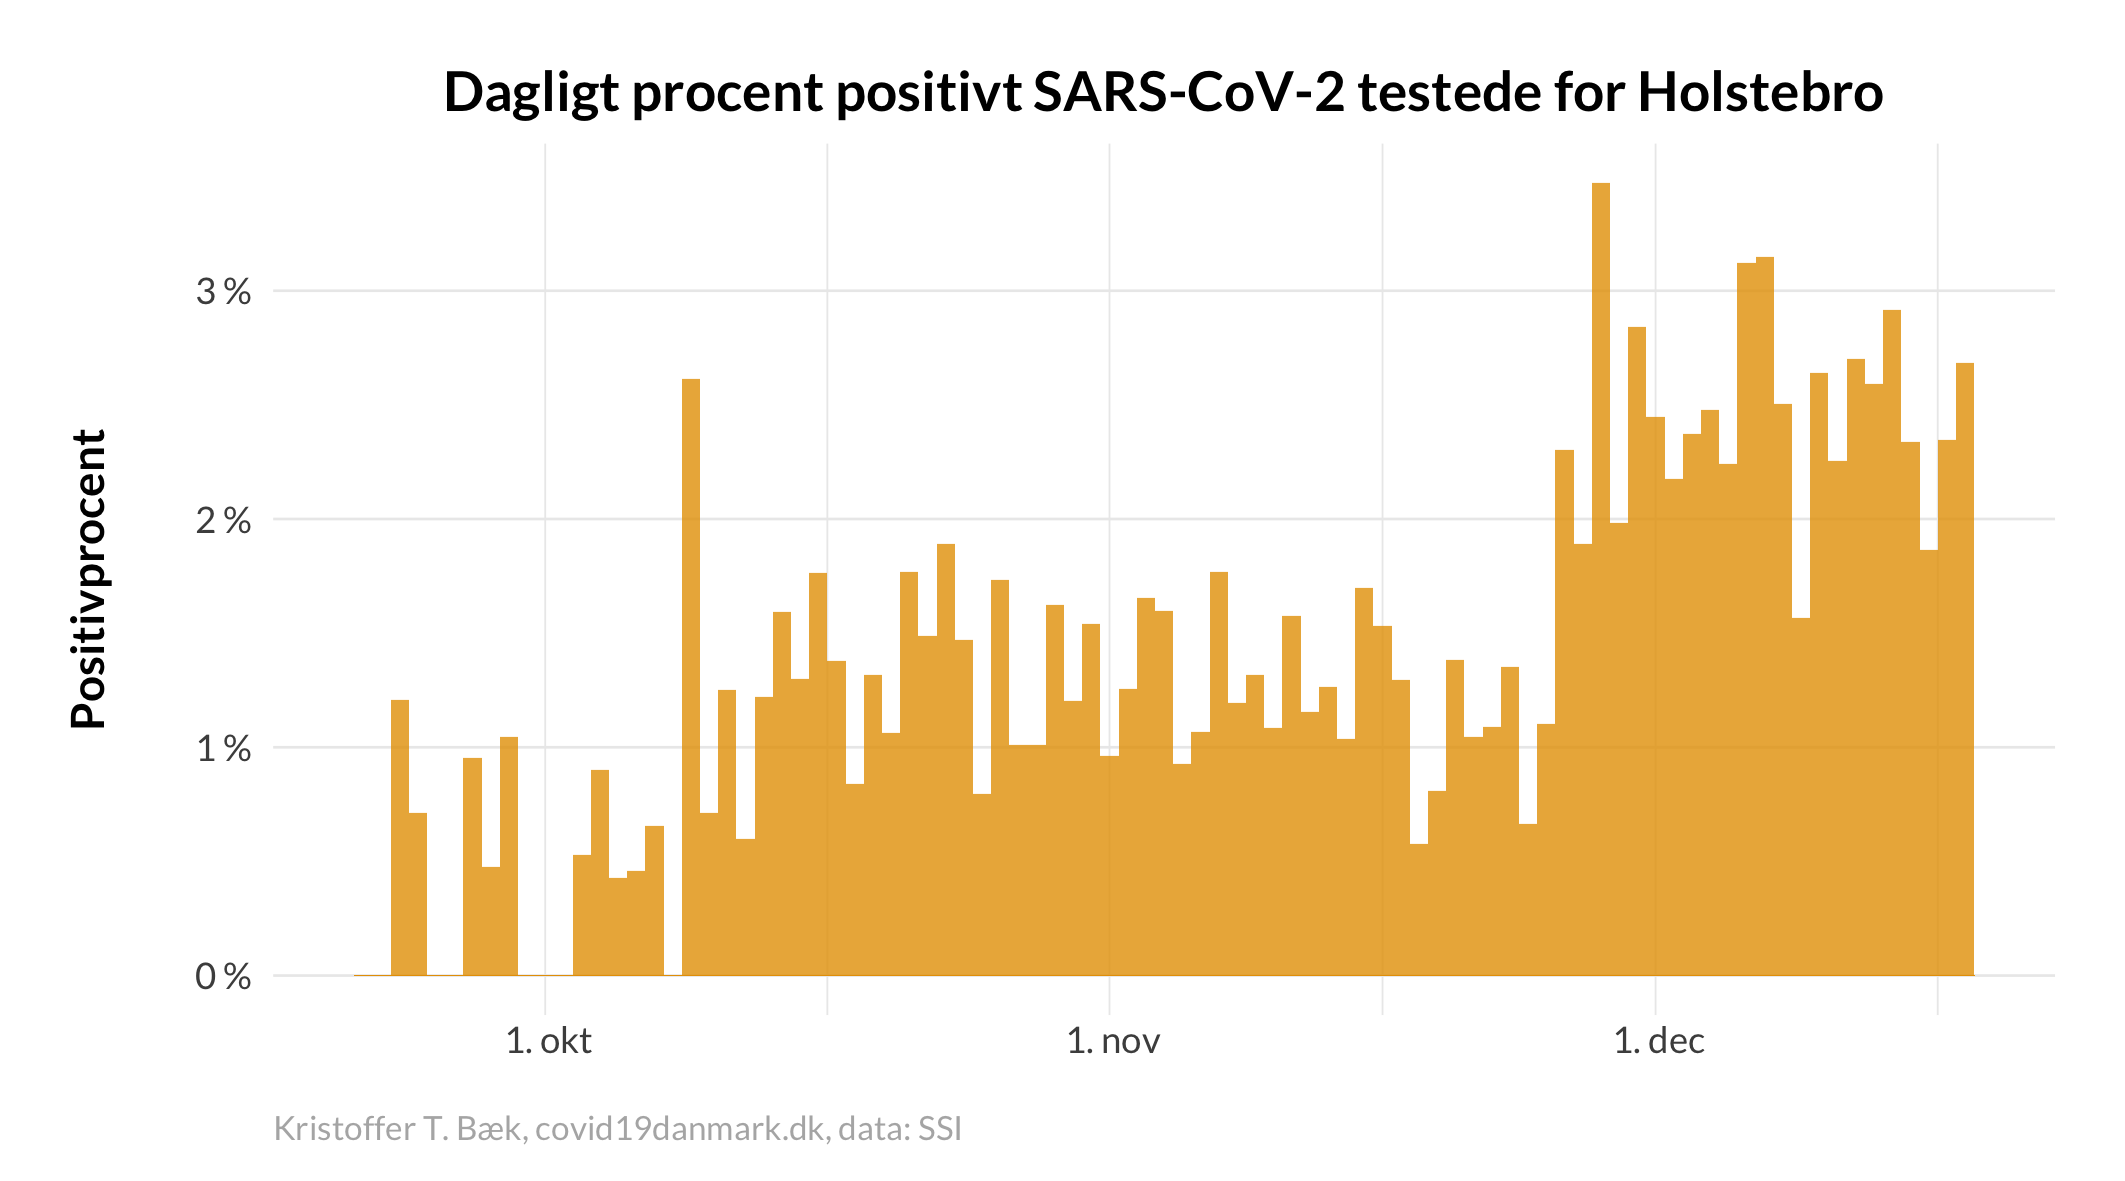 Dagligt procent positivt SARS-CoV-2 testede for Holstebro
Positivprocent
3 %
2 %
1 %
0 %
1. okt
1. nov
1. dec
Kristoffer T. Bæk, covid19danmark.dk, data: SSI